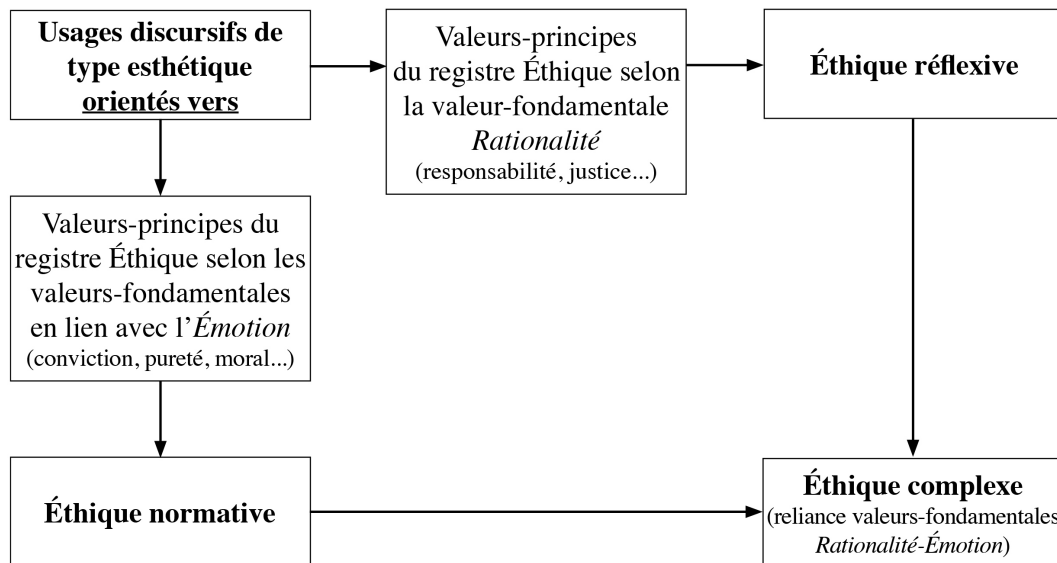 Usages discursifs de
type esthétique
orientés vers
Valeurs-principes
du registre Éthique selon
la valeur-fondamentale
Rationalité
(responsabilité, justice...)
Éthique réflexive
Valeurs-principes du
registre Éthique selon les
valeurs-fondamentales
en lien avec l’Émotion
(conviction, pureté, moral...)
Éthique normative
Éthique complexe
(reliance valeurs-fondamentales
Rationalité-Émotion)